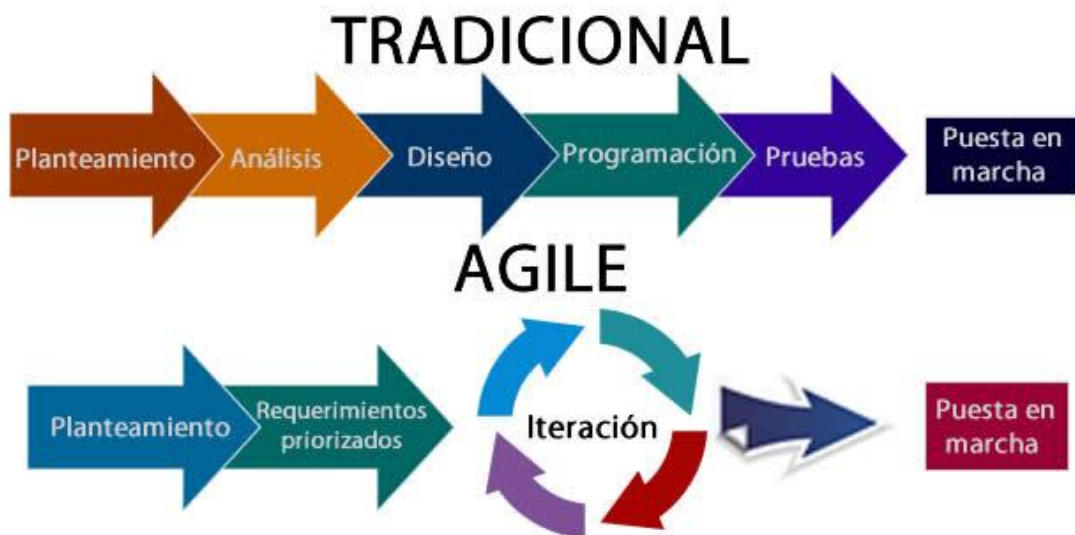 TRADICIONAL
Planteamiento
Análisis
Diseño
Programación
Pruebas
Puesta en
marcha
AGILE
Planteamiento
Requerimientos
priorizados
Iteración
Puesta en
marcha